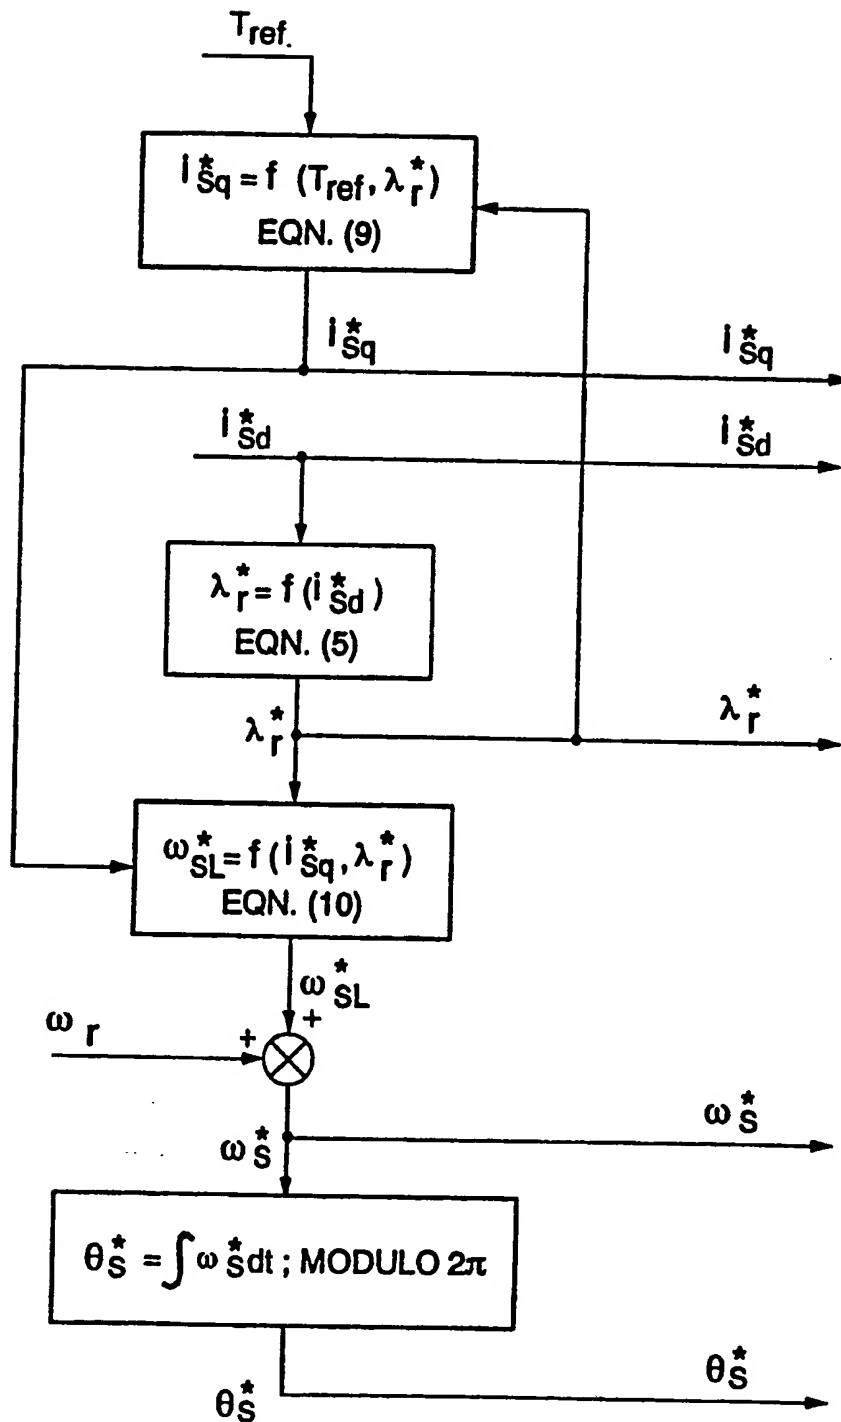 T_ref.
i*_Sq = f (T_ref, λ*_r)
EQN. (9)
i*_Sq
i*_Sq
i*_Sd
i*_Sd
λ*_r = f (i*_Sd)
EQN. (5)
λ*_r
λ*_r
ω*_SL = f (i*_Sq, λ*_r)
EQN. (10)
ω*_SL
+
ω_r
+
ω*_S
ω*_S
θ*_S = ∫ ω*_S dt ; MODULO 2π
θ*_S
θ*_S